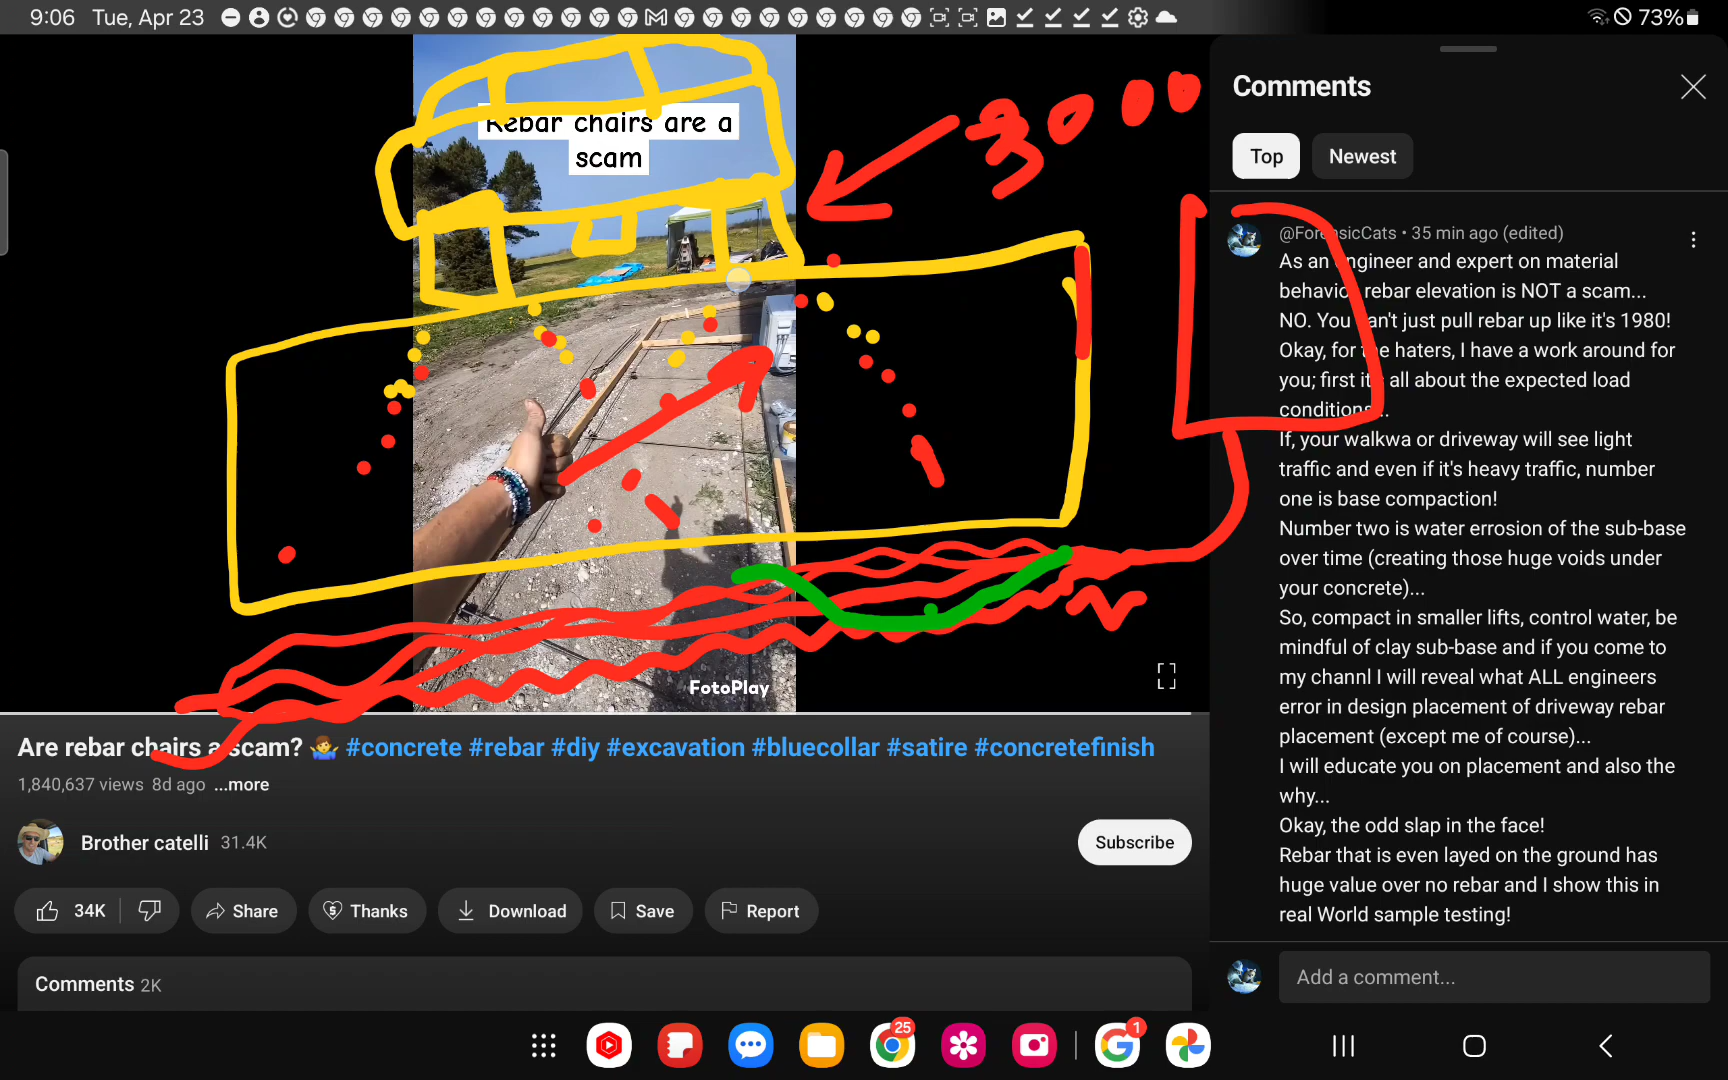 9:06 Tue, Apr 23
73%
Rebar chairs are a
scam
3000
FotoPlay
Are rebar chairs a scam? 🤷 #concrete #rebar #diy #excavation #bluecollar #satire #concretefinish
1,840,637 views 8d ago ...more
Brother catelli 31.4K
Subscribe
34K
Share
Thanks
Download
Save
Report
Comments 2K
Comments
Top
Newest
@ForensicCats • 35 min ago (edited)
As an engineer and expert on material
behavior rebar elevation is NOT a scam...
NO. You can't just pull rebar up like it's 1980!
Okay, for the haters, I have a work around for
you; first it's all about the expected load
conditions...
If, your walkwa or driveway will see light
traffic and even if it's heavy traffic, number
one is base compaction!
Number two is water errosion of the sub-base
over time (creating those huge voids under
your concrete)...
So, compact in smaller lifts, control water, be
mindful of clay sub-base and if you come to
my channl I will reveal what ALL engineers
error in design placement of driveway rebar
placement (except me of course)...
I will educate you on placement and also the
why...
Okay, the odd slap in the face!
Rebar that is even layed on the ground has
huge value over no rebar and I show this in
real World sample testing!
Add a comment...
25
1